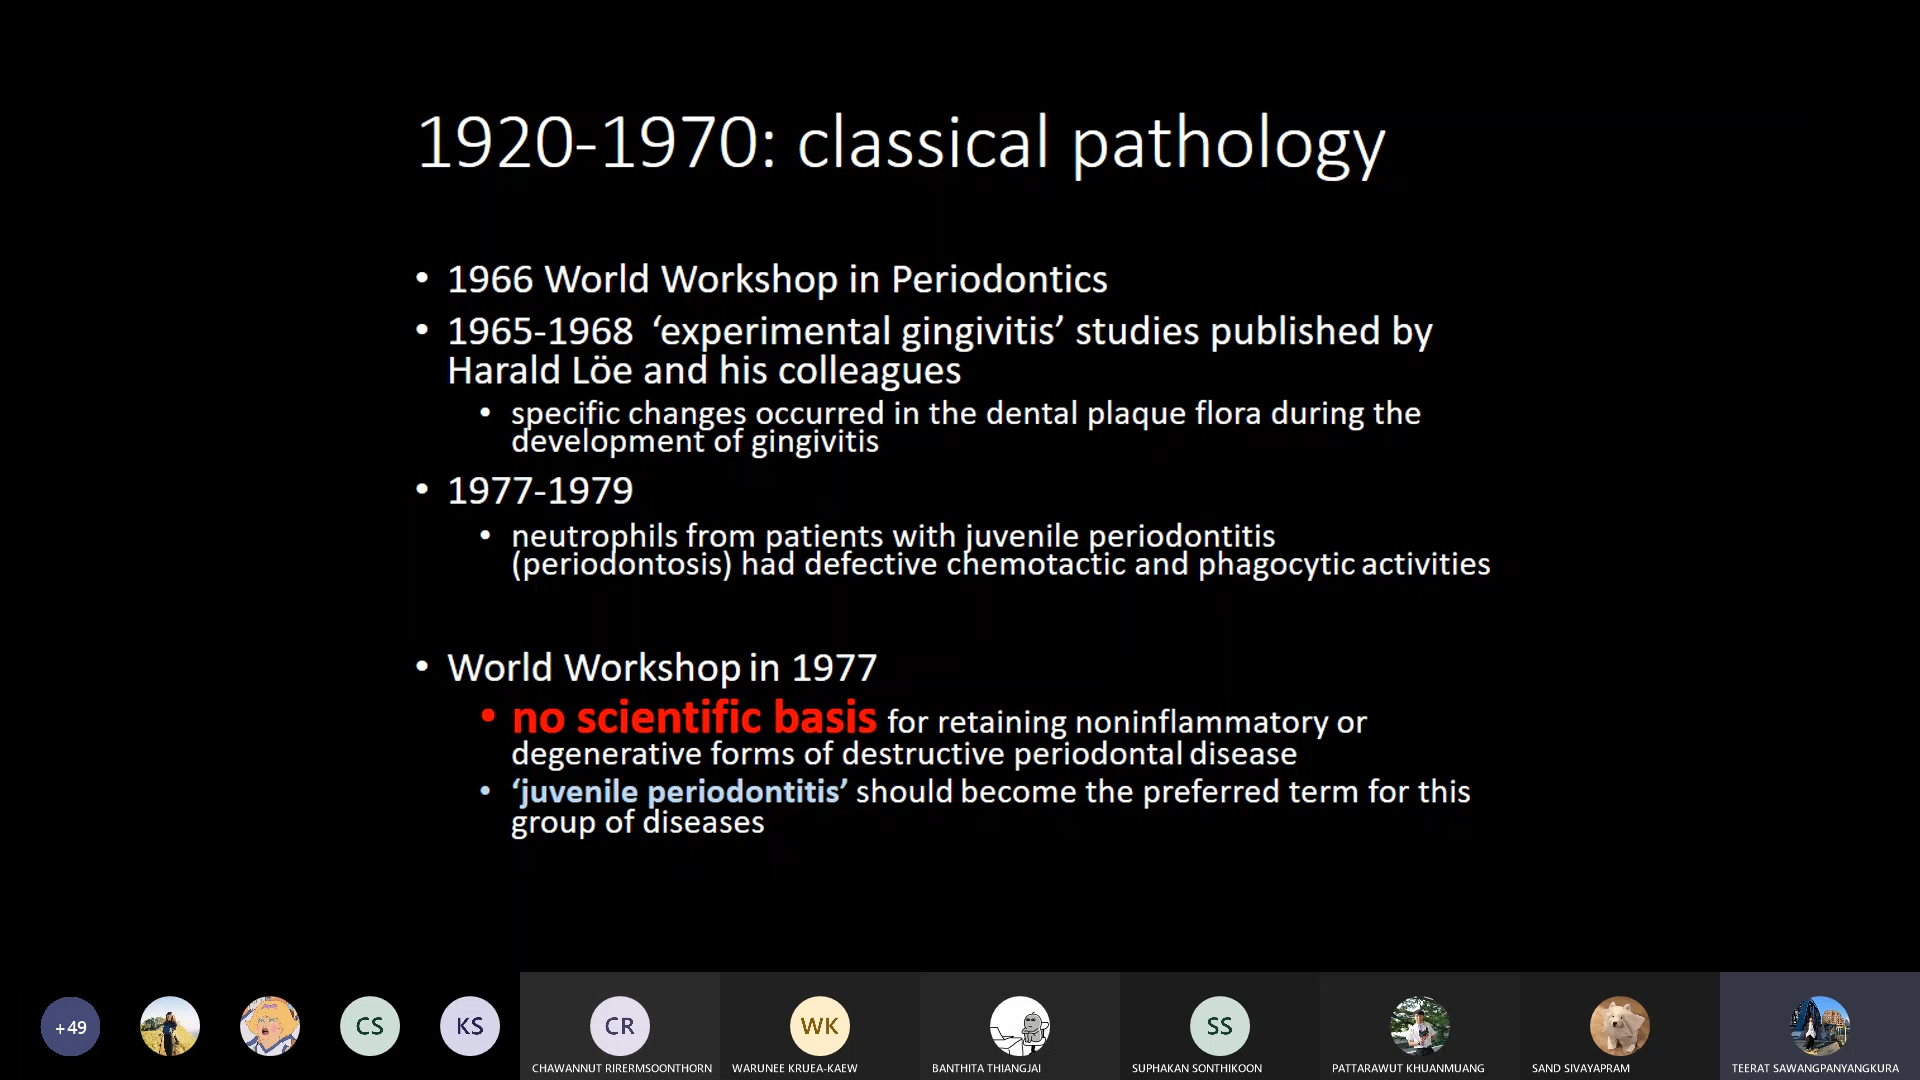 1920-1970: classical pathology
• 1966 World Workshop in Periodontics
• 1965-1968 ‘experimental gingivitis’ studies published by
Harald Löe and his colleagues
• specific changes occurred in the dental plaque flora during the
development of gingivitis
• 1977-1979
• neutrophils from patients with juvenile periodontitis
(periodontosis) had defective chemotactic and phagocytic activities
• World Workshop in 1977
• no scientific basis for retaining noninflammatory or
degenerative forms of destructive periodontal disease
• ‘juvenile periodontitis’ should become the preferred term for this
group of diseases
+49
CS
KS
CR
WK
SS
CHAWANNUT RIRERMSOONTHORN
WARUNEE KRUEA-KAEW
BANTHITA THIANGJAI
SUPHAKAN SONTHIKOON
PATTARAWUT KHUANMUANG
SAND SIVAYAPRAM
TEERAT SAWANGPANYANGKURA